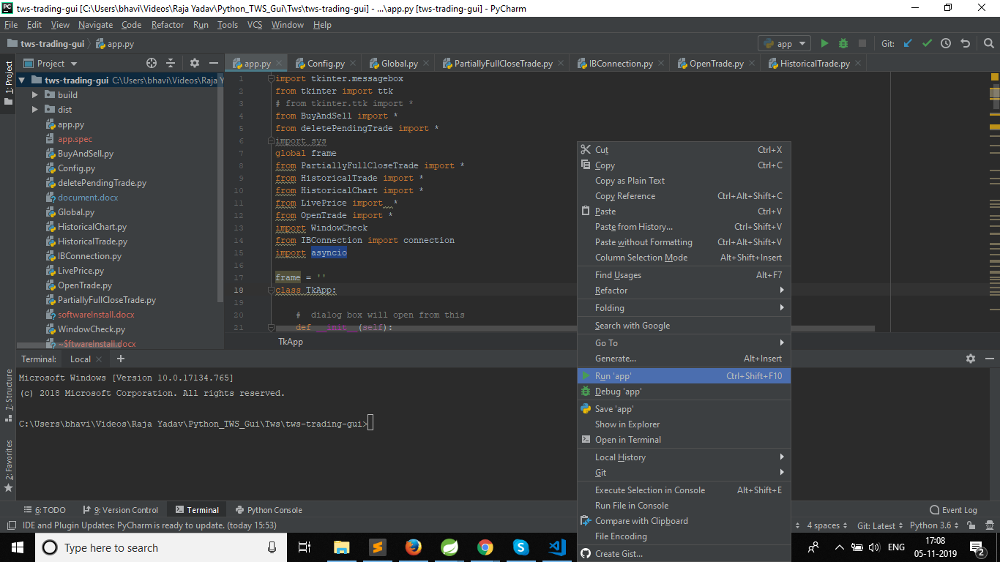 tws-trading-gui [C:\Users\bhavi\Videos\Raja Yadav\Python_TWS_Gui\Tws\tws-trading-gui] - ...\app.py [tws-trading-gui] - PyCharm
File Edit View Navigate Code Refactor Run Tools VCS Window Help
tws-trading-gui app.py
app
Git:
1: Project
Project
app.py Config.py Global.py PartiallyFullCloseTrade.py IBConnection.py OpenTrade.py HistoricalTrade.py
tws-trading-gui C:\Users\bhavi\Videos\Raja Y
build
dist
app.py
app.spec
BuyAndSell.py
Config.py
deletePendingTrade.py
document.docx
Global.py
HistoricalChart.py
HistoricalTrade.py
IBConnection.py
LivePrice.py
OpenTrade.py
PartiallyFullCloseTrade.py
softwareInstall.docx
WindowCheck.py
~$ftwareInstall.docx
1 import tkinter.messagebox
2 from tkinter import ttk
3 # from tkinter.ttk import *
4 from BuyAndSell import *
5 from deletePendingTrade import *
6 import sys
7 global frame
8 from PartiallyFullCloseTrade import *
9 from HistoricalTrade import *
10 from HistoricalChart import *
11 from LivePrice import *
12 from OpenTrade import *
13 import WindowCheck
14 from IBConnection import connection
15 import asyncio
16
17 frame = ''
18 class TkApp:
19
20 # dialog box will open from this
21 def __init__(self):
TkApp
Cut Ctrl+X
Copy Ctrl+C
Copy as Plain Text
Copy Reference Ctrl+Alt+Shift+C
Paste Ctrl+V
Paste from History... Ctrl+Shift+V
Paste without Formatting Ctrl+Alt+Shift+V
Column Selection Mode Alt+Shift+Insert
Find Usages Alt+F7
Refactor
Folding
Search with Google
Go To
Generate... Alt+Insert
Run 'app' Ctrl+Shift+F10
Debug 'app'
Save 'app'
Show in Explorer
Open in Terminal
Local History
Git
Execute Selection in Console Alt+Shift+E
Run File in Console
Compare with Clipboard
File Encoding
Create Gist...
Terminal: Local
Microsoft Windows [Version 10.0.17134.765]
(c) 2018 Microsoft Corporation. All rights reserved.
C:\Users\bhavi\Videos\Raja Yadav\Python_TWS_Gui\Tws\tws-trading-gui>
7: Structure
2: Favorites
6: TODO 9: Version Control Terminal Python Console
Event Log
IDE and Plugin Updates: PyCharm is ready to update. (today 15:53)
4 spaces Git: Latest Python 3.6
Type here to search
ENG
17:08
05-11-2019
2